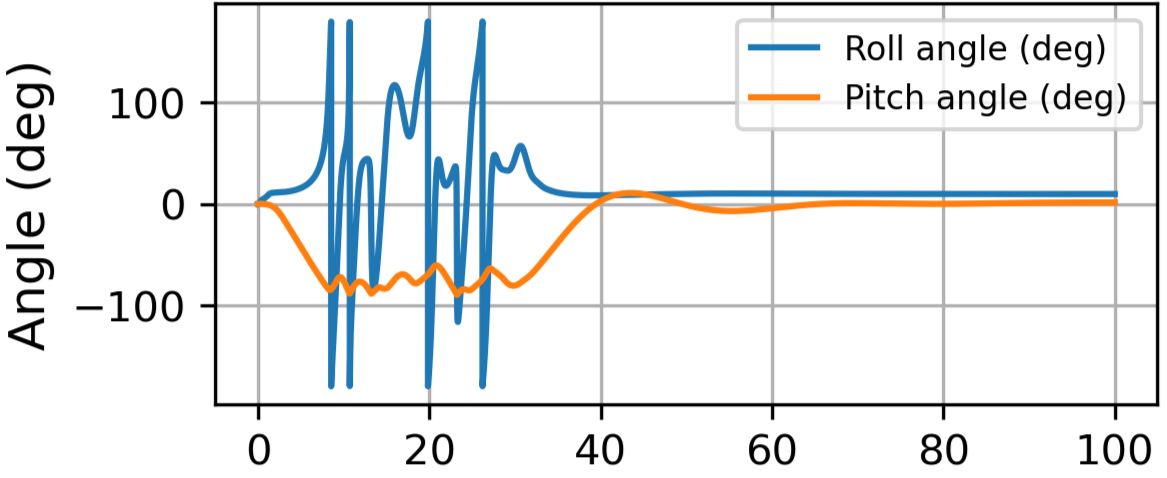 Angle (deg)
100
0
−100
Roll angle (deg)
Pitch angle (deg)
0 20 40 60 80 100